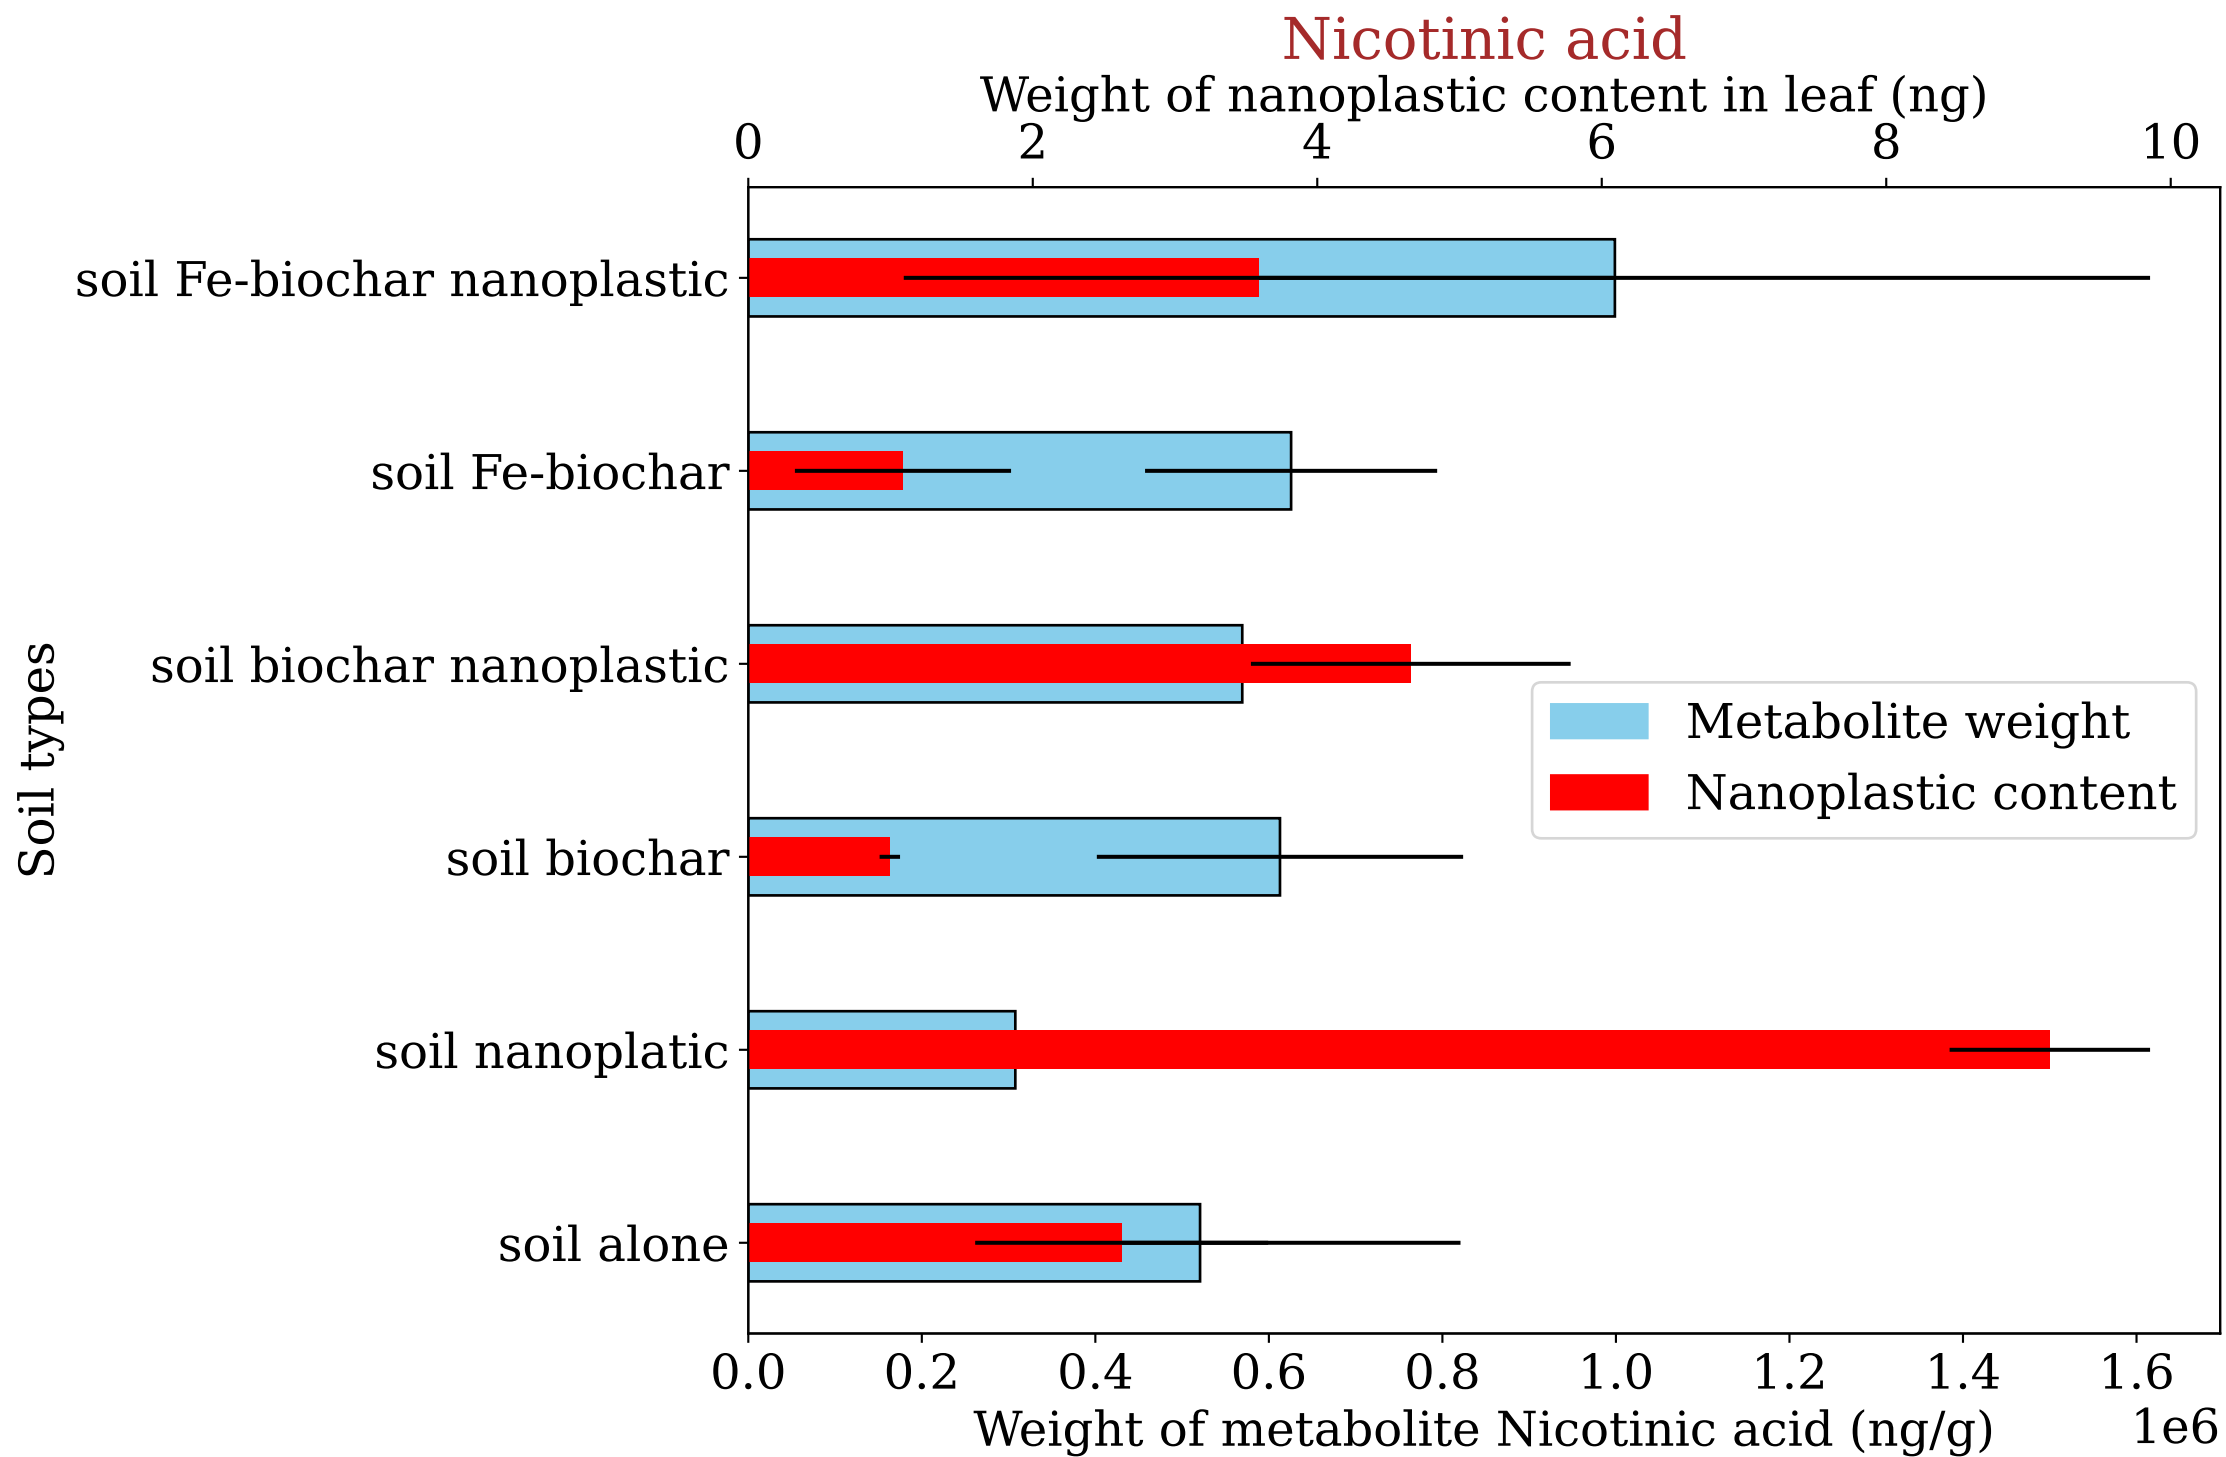 Nicotinic acid
Weight of nanoplastic content in leaf (ng)
0 2 4 6 8 10
soil Fe-biochar nanoplastic
soil Fe-biochar
soil biochar nanoplastic
soil biochar
soil nanoplatic
soil alone
Soil types
Metabolite weight
Nanoplastic content
0.0 0.2 0.4 0.6 0.8 1.0 1.2 1.4 1.6
Weight of metabolite Nicotinic acid (ng/g)
1e6